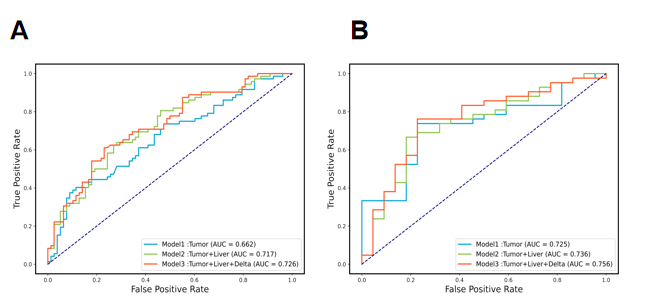 A
B
True Positive Rate
1.0
0.8
0.6
0.4
0.2
0.0
Model1 :Tumor (AUC = 0.662)
Model2 :Tumor+Liver (AUC = 0.717)
Model3 :Tumor+Liver+Delta (AUC = 0.726)
0.0 0.2 0.4 0.6 0.8 1.0
False Positive Rate
True Positive Rate
1.0
0.8
0.6
0.4
0.2
0.0
Model1 :Tumor (AUC = 0.725)
Model2 :Tumor+Liver (AUC = 0.736)
Model3 :Tumor+Liver+Delta (AUC = 0.756)
0.0 0.2 0.4 0.6 0.8 1.0
False Positive Rate